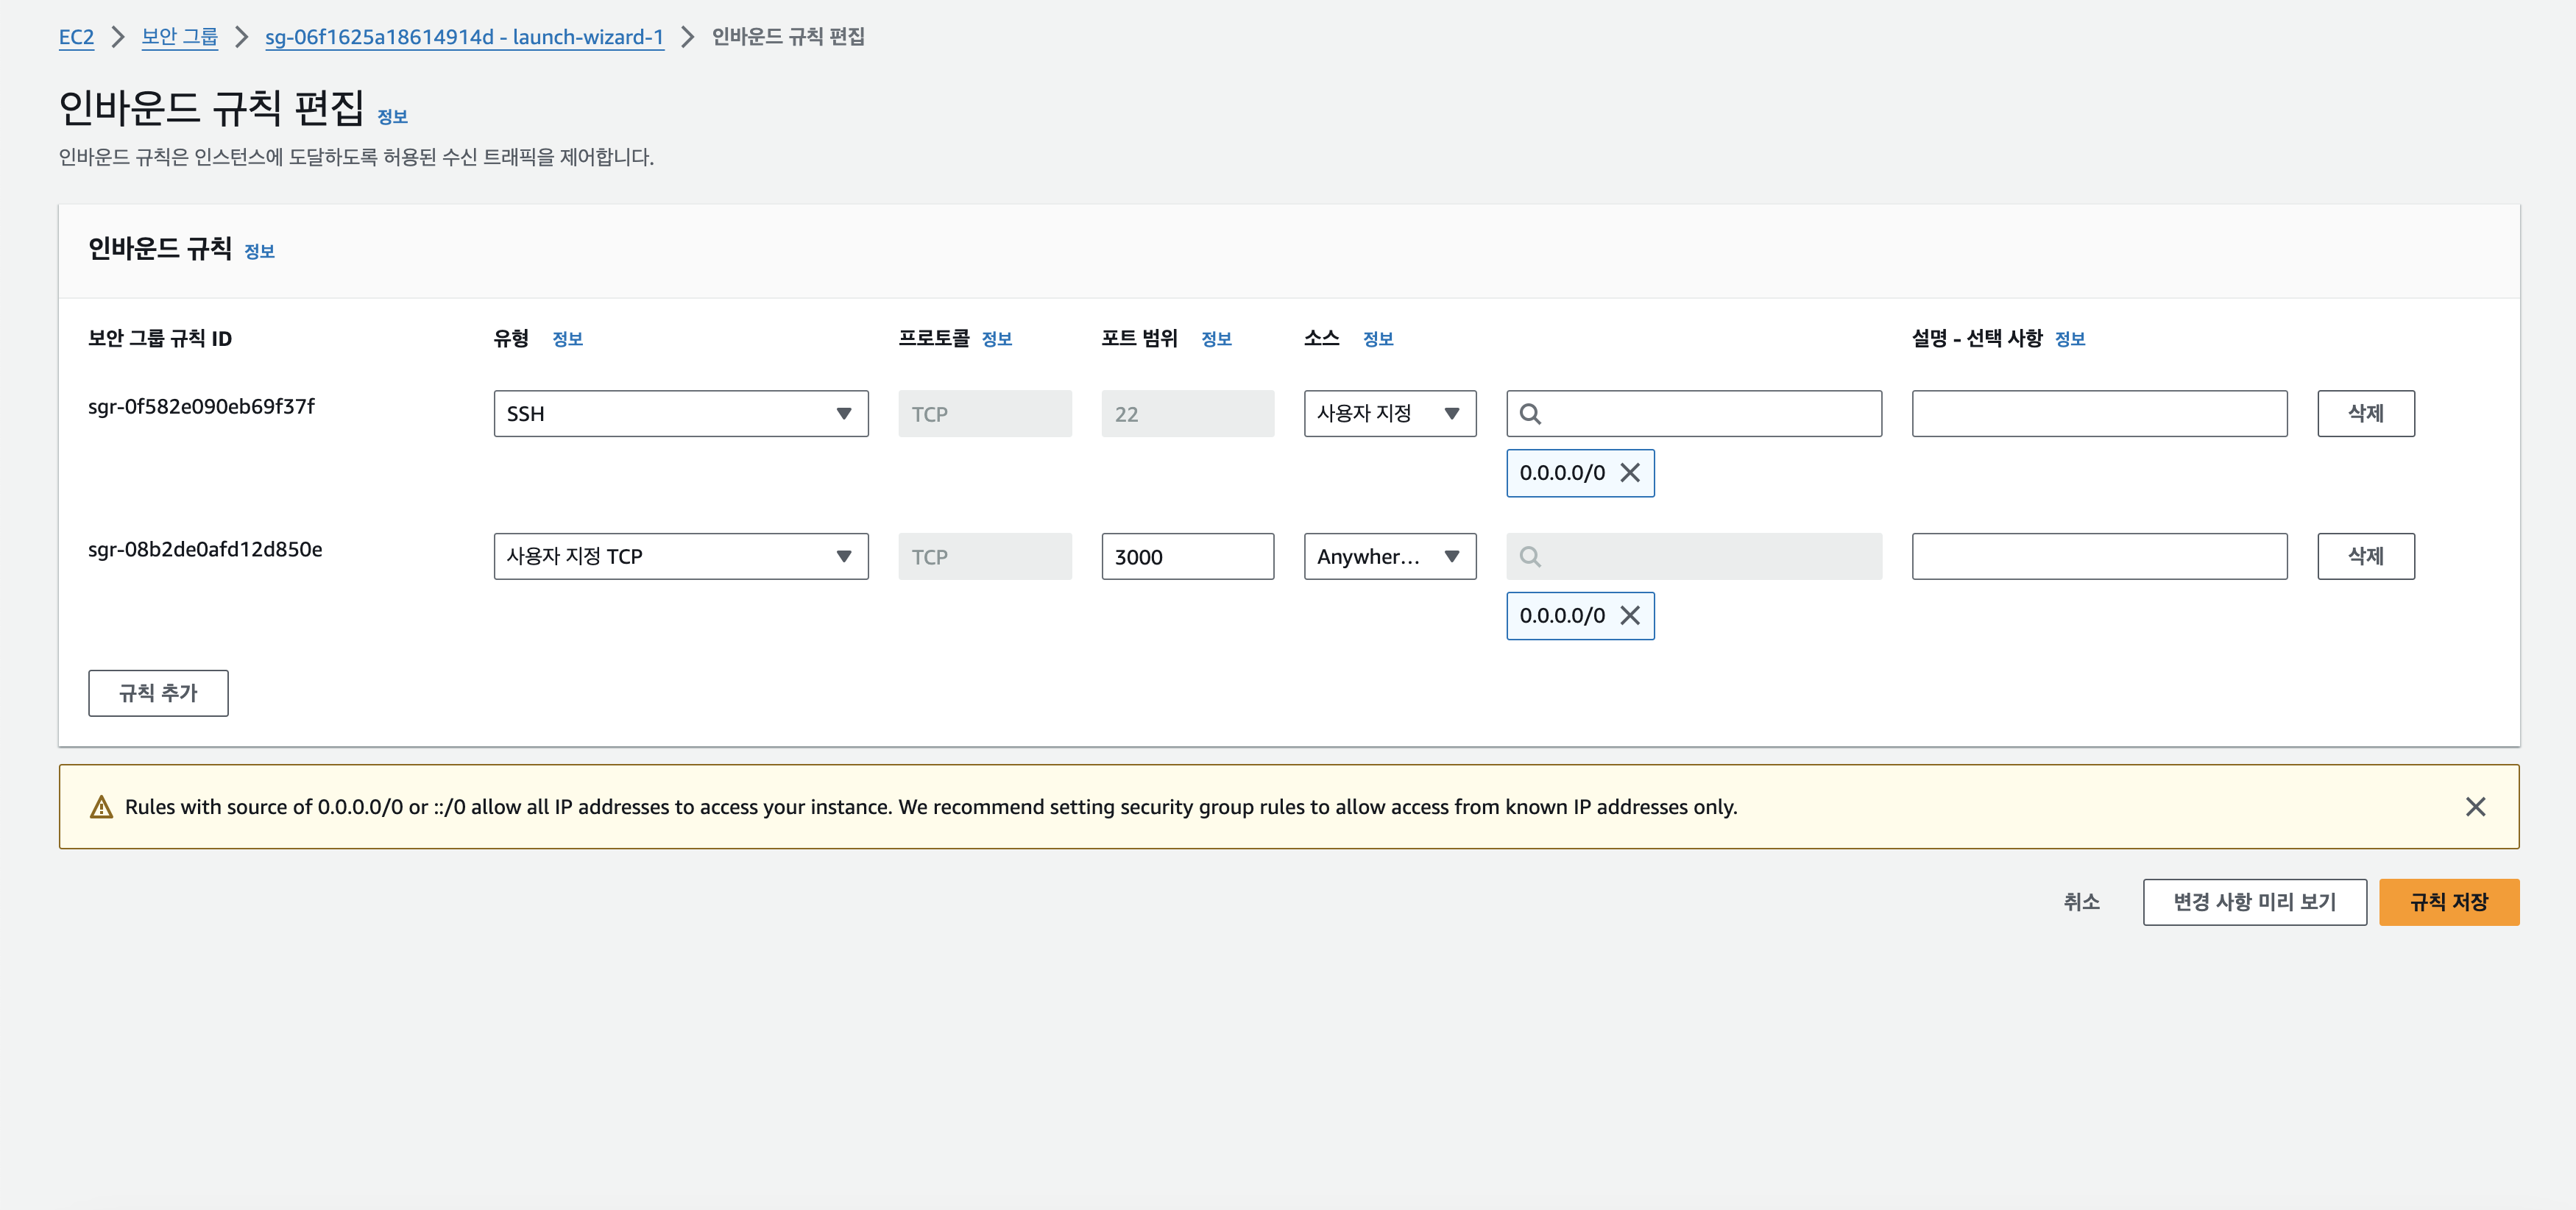 EC2 > 보안 그룹 > sg-06f1625a18614914d - launch-wizard-1 > 인바운드 규칙 편집
인바운드 규칙 편집 정보
인바운드 규칙은 인스턴스에 도달하도록 허용된 수신 트래픽을 제어합니다.
인바운드 규칙 정보
보안 그룹 규칙 ID 유형 정보 프로토콜 정보 포트 범위 정보 소스 정보 설명 - 선택 사항 정보
sgr-0f582e090eb69f37f SSH TCP 22 사용자 지정 삭제
0.0.0.0/0
sgr-08b2de0afd12d850e 사용자 지정 TCP TCP 3000 Anywher... 삭제
0.0.0.0/0
규칙 추가
Rules with source of 0.0.0.0/0 or ::/0 allow all IP addresses to access your instance. We recommend setting security group rules to allow access from known IP addresses only.
취소 변경 사항 미리 보기 규칙 저장